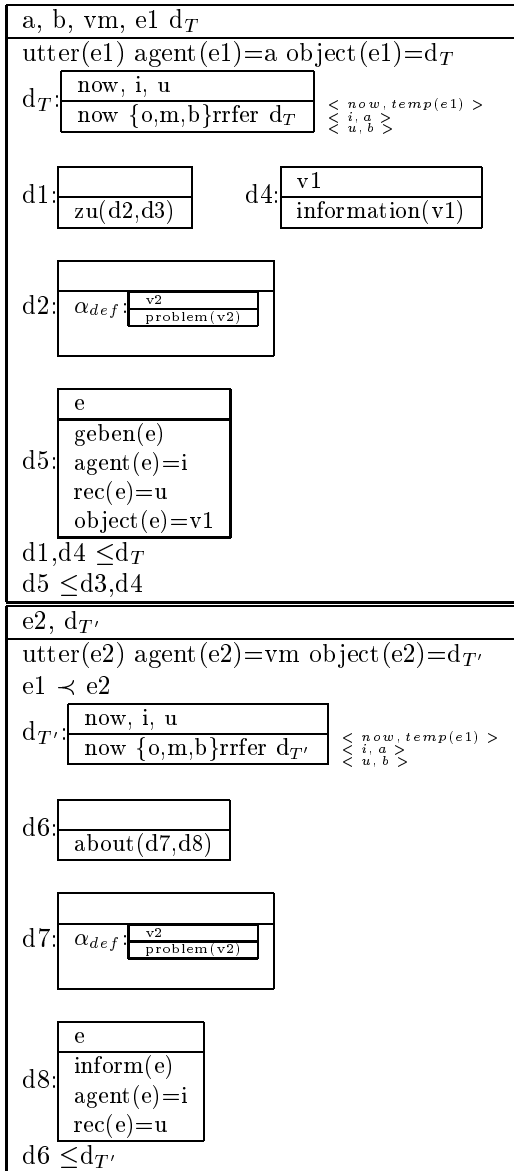 a, b, vm, e1 d_T
utter(e1) agent(e1)=a object(e1)=d_T
d_T: now, i, u
now {o,m,b}rrfer d_T
< now, temp(e1) >
< i, a >
< u, b >
d1: zu(d2,d3)
d4: v1
information(v1)
d2: α_def: v2
problem(v2)
d5: e
geben(e)
agent(e)=i
rec(e)=u
object(e)=v1
d1,d4 ≤d_T
d5 ≤d3,d4
e2, d_T'
utter(e2) agent(e2)=vm object(e2)=d_T'
e1 ≺ e2
d_T': now, i, u
now {o,m,b}rrfer d_T'
< now, temp(e1) >
< i, a >
< u, b >
d6: about(d7,d8)
d7: α_def: v2
problem(v2)
d8: e
inform(e)
agent(e)=i
rec(e)=u
d6 ≤d_T'